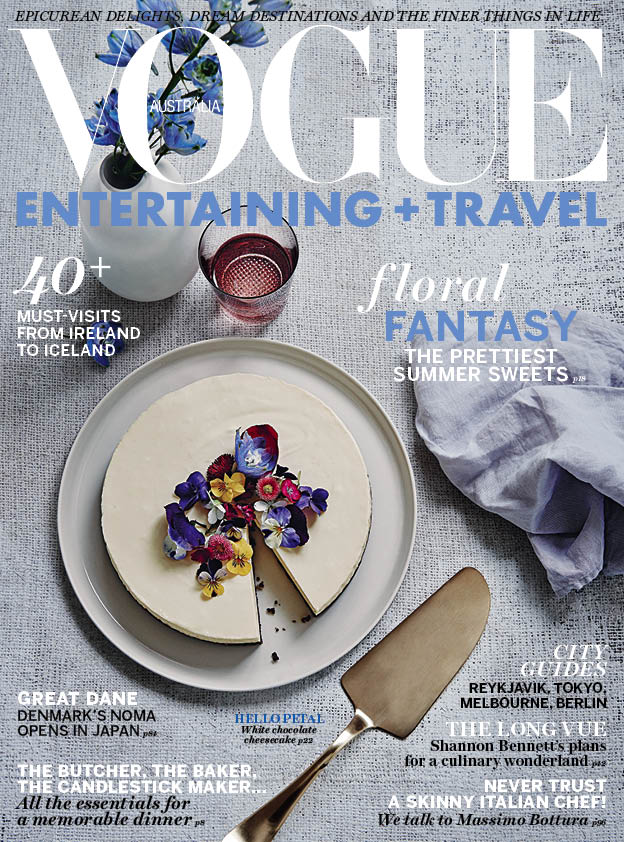 EPICUREAN DELIGHTS, DREAM DESTINATIONS AND THE FINER THINGS IN LIFE
VOGUE
AUSTRALIA
ENTERTAINING + TRAVEL
40+
MUST-VISITS
FROM IRELAND
TO ICELAND
floral
FANTASY
THE PRETTIEST
SUMMER SWEETS p18
GREAT DANE
DENMARK'S NOMA
OPENS IN JAPAN p84
HELLO PETAL
White chocolate
cheesecake p22
THE BUTCHER, THE BAKER,
THE CANDLESTICK MAKER...
All the essentials for
a memorable dinner p8
CITY
GUIDES
REYKJAVIK, TOKYO,
MELBOURNE, BERLIN
THE LONG VUE
Shannon Bennett's plans
for a culinary wonderland p42
NEVER TRUST
A SKINNY ITALIAN CHEF!
We talk to Massimo Bottura p96